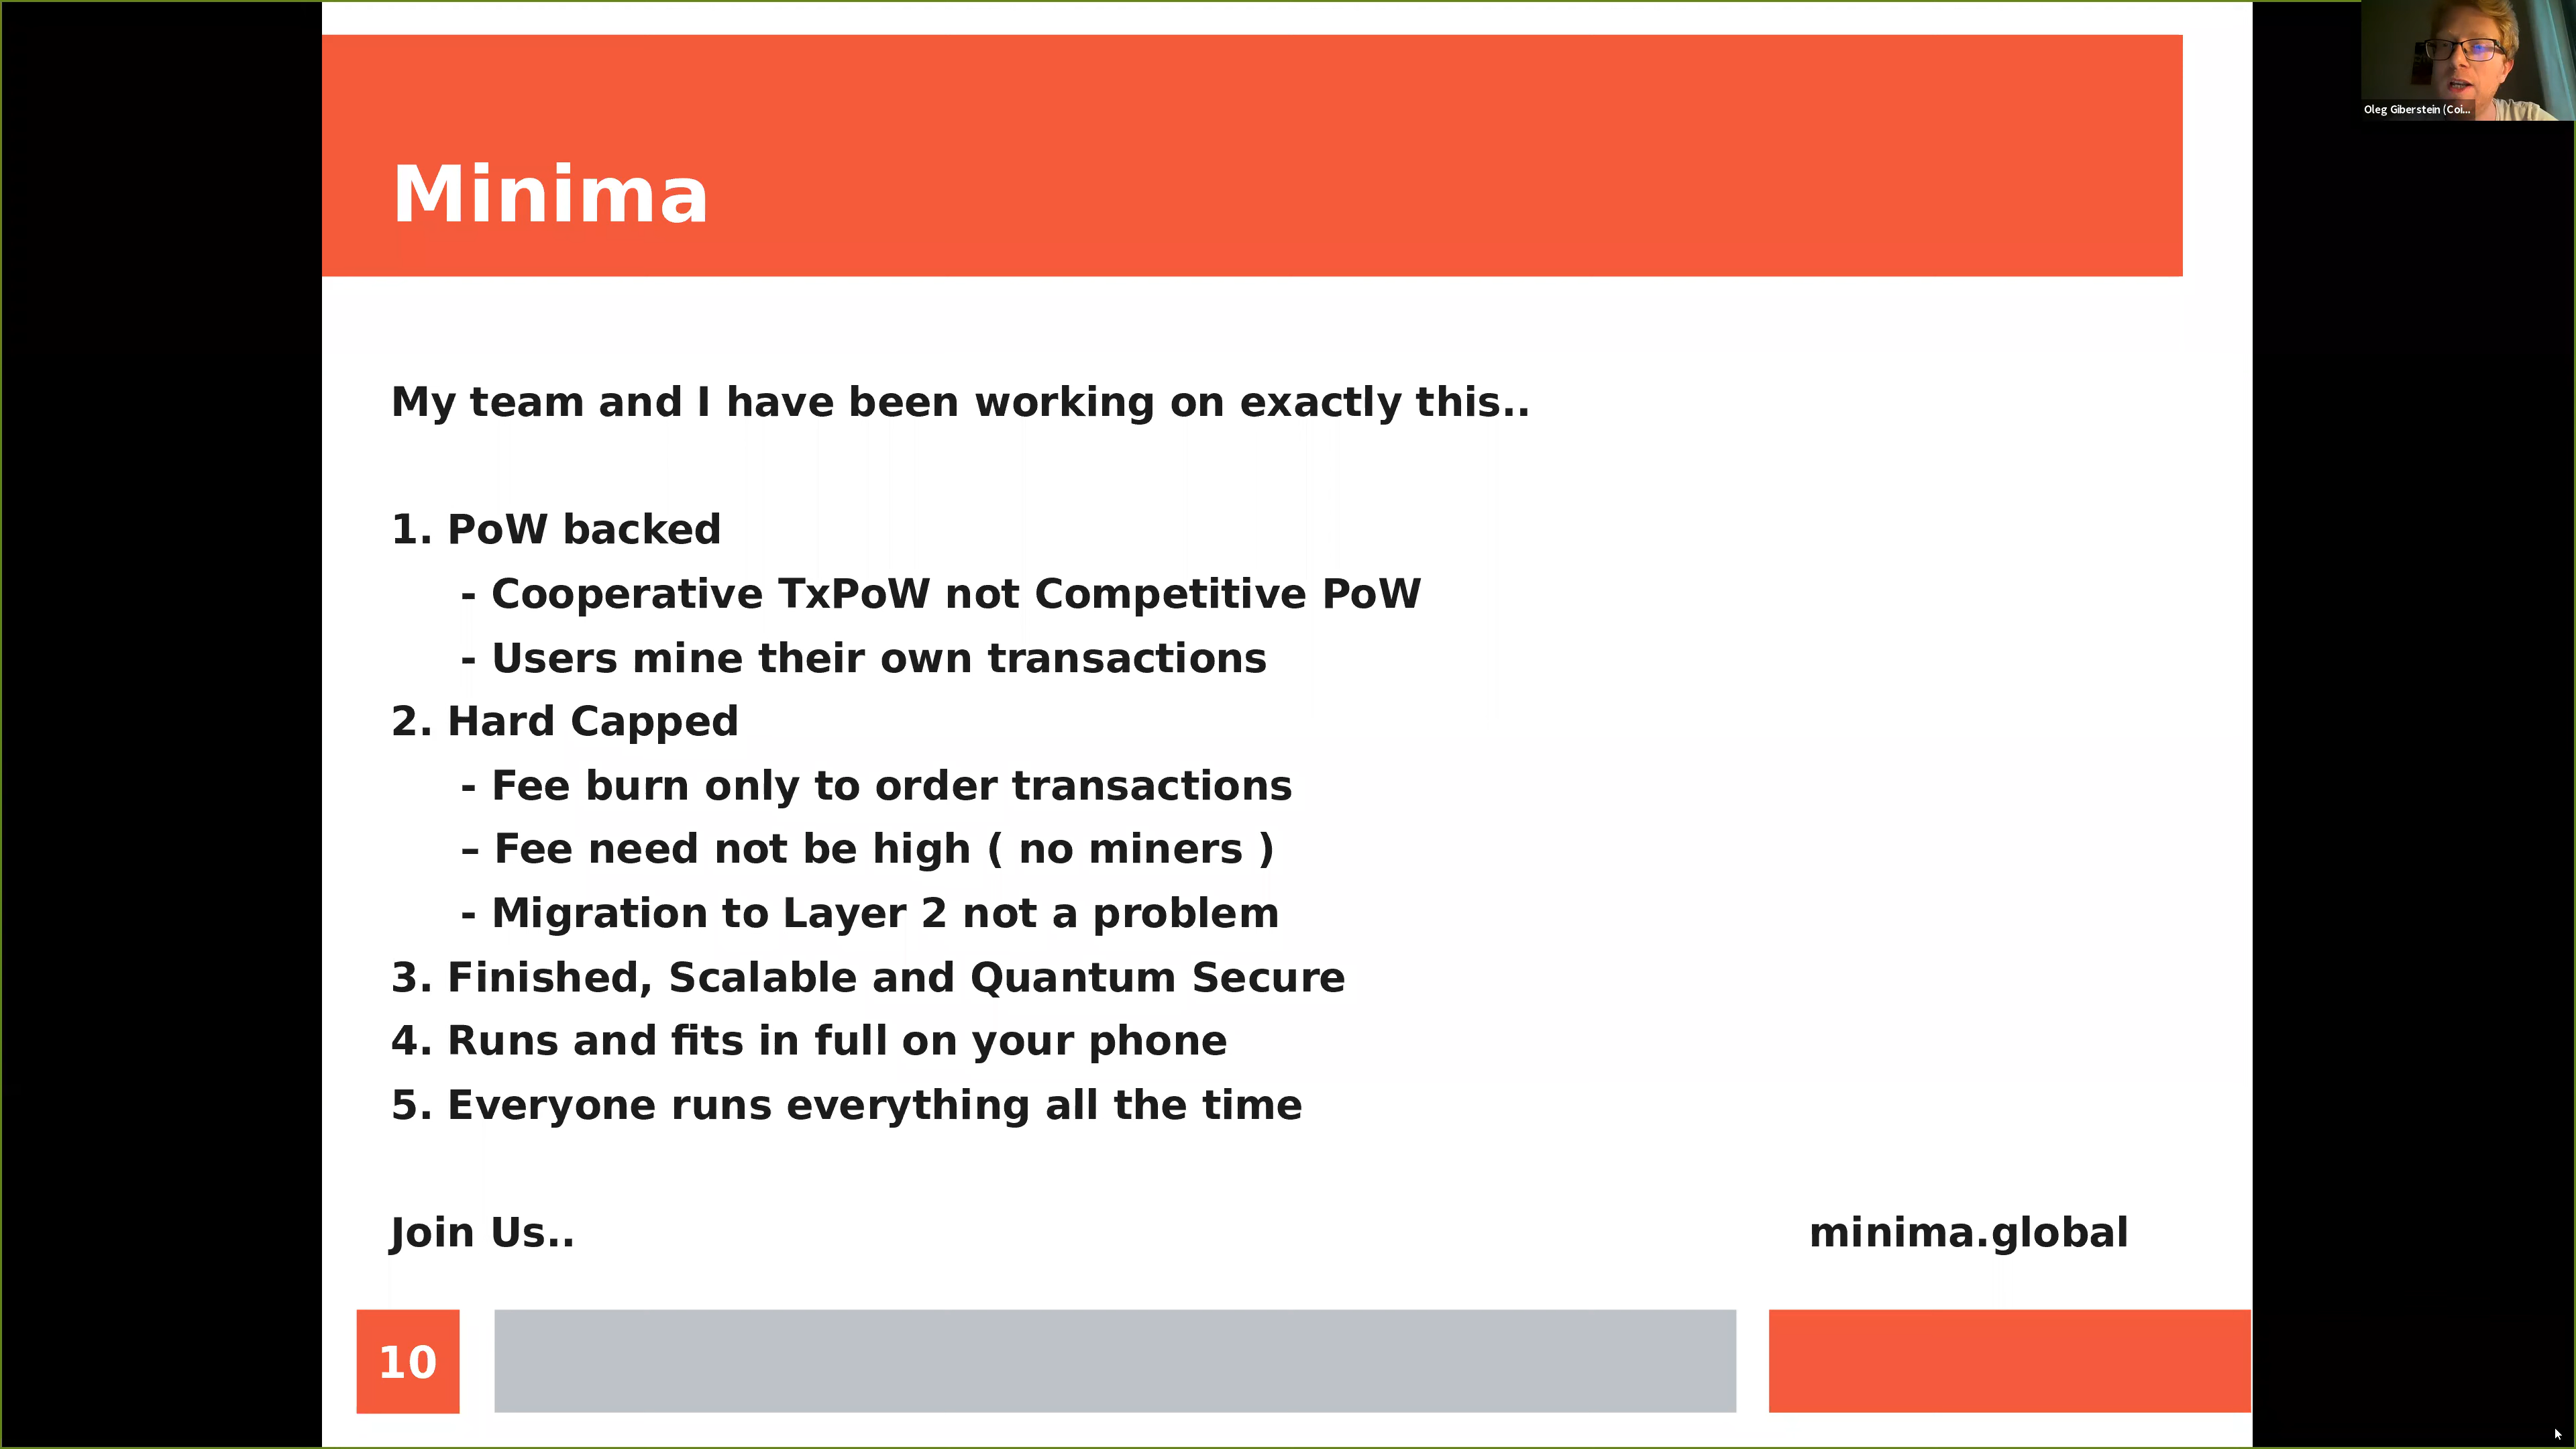 Minima
Oleg Giberstein (Coi...
My team and I have been working on exactly this..
1. PoW backed
- Cooperative TxPoW not Competitive PoW
- Users mine their own transactions
2. Hard Capped
- Fee burn only to order transactions
– Fee need not be high ( no miners )
- Migration to Layer 2 not a problem
3. Finished, Scalable and Quantum Secure
4. Runs and fits in full on your phone
5. Everyone runs everything all the time
Join Us..
minima.global
10